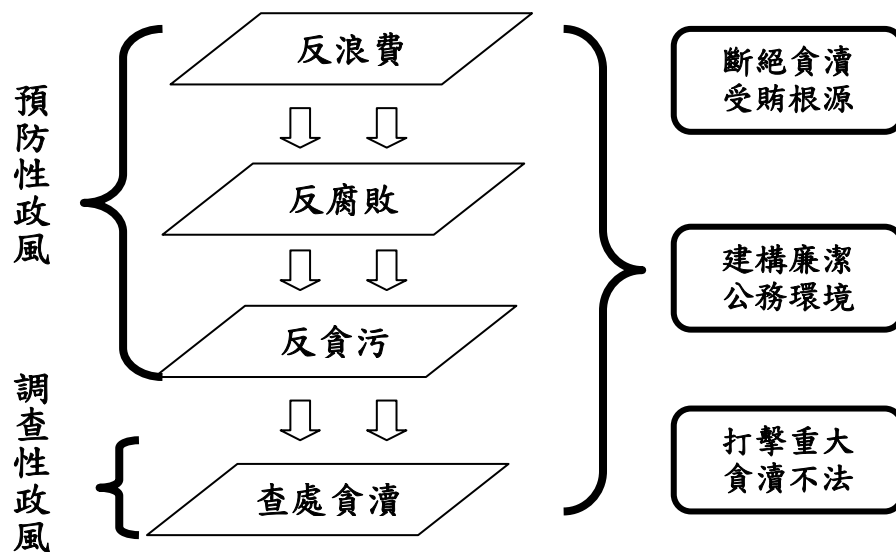 預防性政風
調查性政風
反浪費
反腐敗
反貪污
查處貪瀆
斷絕貪瀆
受賄根源
建構廉潔
公務環境
打擊重大
貪瀆不法